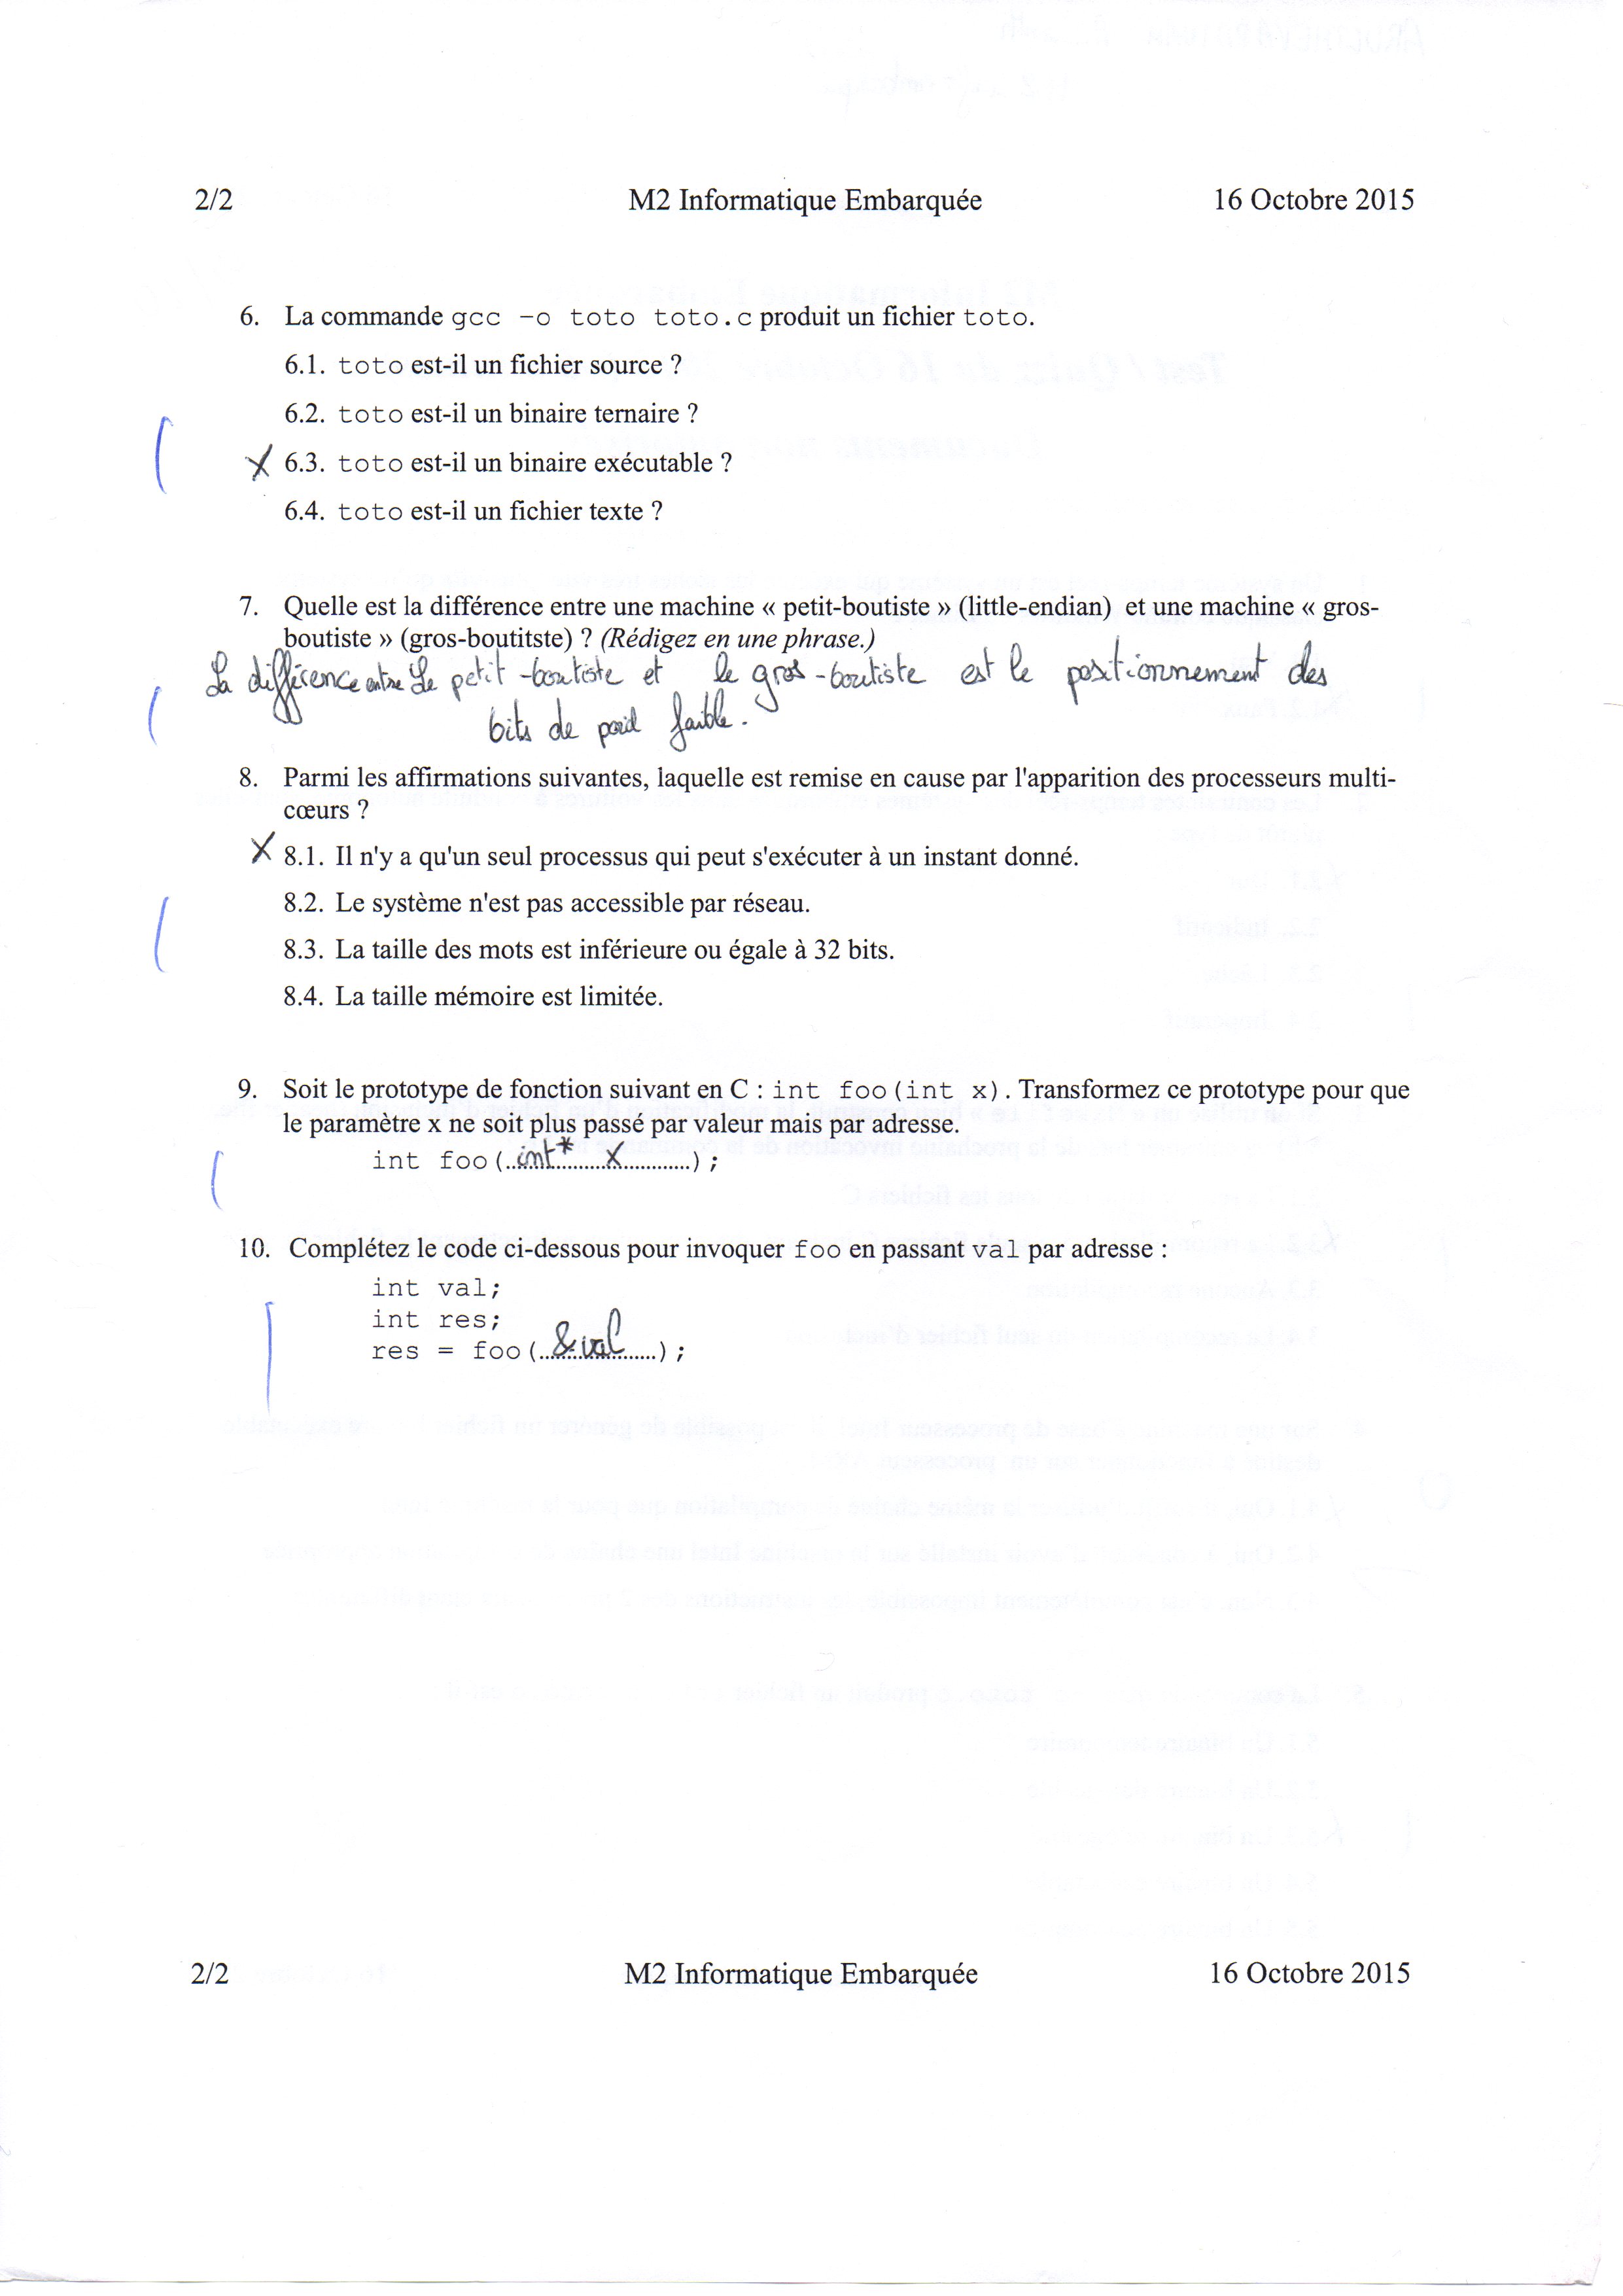 2/2 M2 Informatique Embarquée 16 Octobre 2015
6. La commande gcc -o toto toto.c produit un fichier toto.
6.1. toto est-il un fichier source ?
6.2. toto est-il un binaire ternaire ?
X 6.3. toto est-il un binaire exécutable ?
6.4. toto est-il un fichier texte ?
7. Quelle est la différence entre une machine « petit-boutiste » (little-endian) et une machine « gros-
boutiste » (gros-boutitste) ? (Rédigez en une phrase.)
La différence entre Le petit-boutiste et le gros-boutiste est le positionnement des
bits de poid faible.
8. Parmi les affirmations suivantes, laquelle est remise en cause par l'apparition des processeurs multi-
cœurs ?
X 8.1. Il n'y a qu'un seul processus qui peut s'exécuter à un instant donné.
8.2. Le système n'est pas accessible par réseau.
8.3. La taille des mots est inférieure ou égale à 32 bits.
8.4. La taille mémoire est limitée.
9. Soit le prototype de fonction suivant en C : int foo(int x). Transformez ce prototype pour que
le paramètre x ne soit plus passé par valeur mais par adresse.
int foo(..int*.......x............);
10. Complétez le code ci-dessous pour invoquer foo en passant val par adresse :
int val;
int res;
res = foo(..&val......);
2/2 M2 Informatique Embarquée 16 Octobre 2015